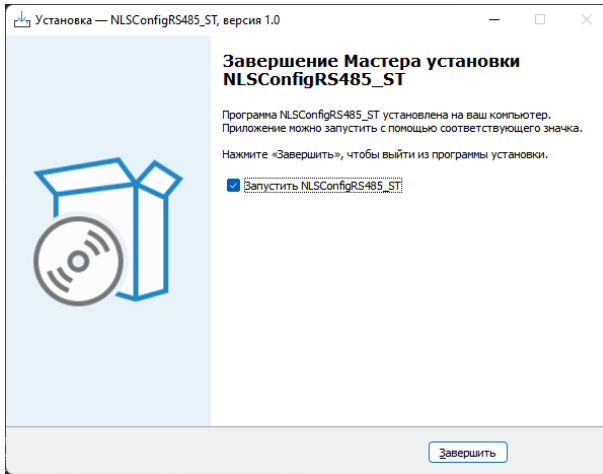 Установка — NLSConfigRS485_ST, версия 1.0
Завершение Мастера установки
NLSConfigRS485_ST
Программа NLSConfigRS485_ST установлена на ваш компьютер.
Приложение можно запустить с помощью соответствующего значка.
Нажмите «Завершить», чтобы выйти из программы установки.
Запустить NLSConfigRS485_ST
Завершить